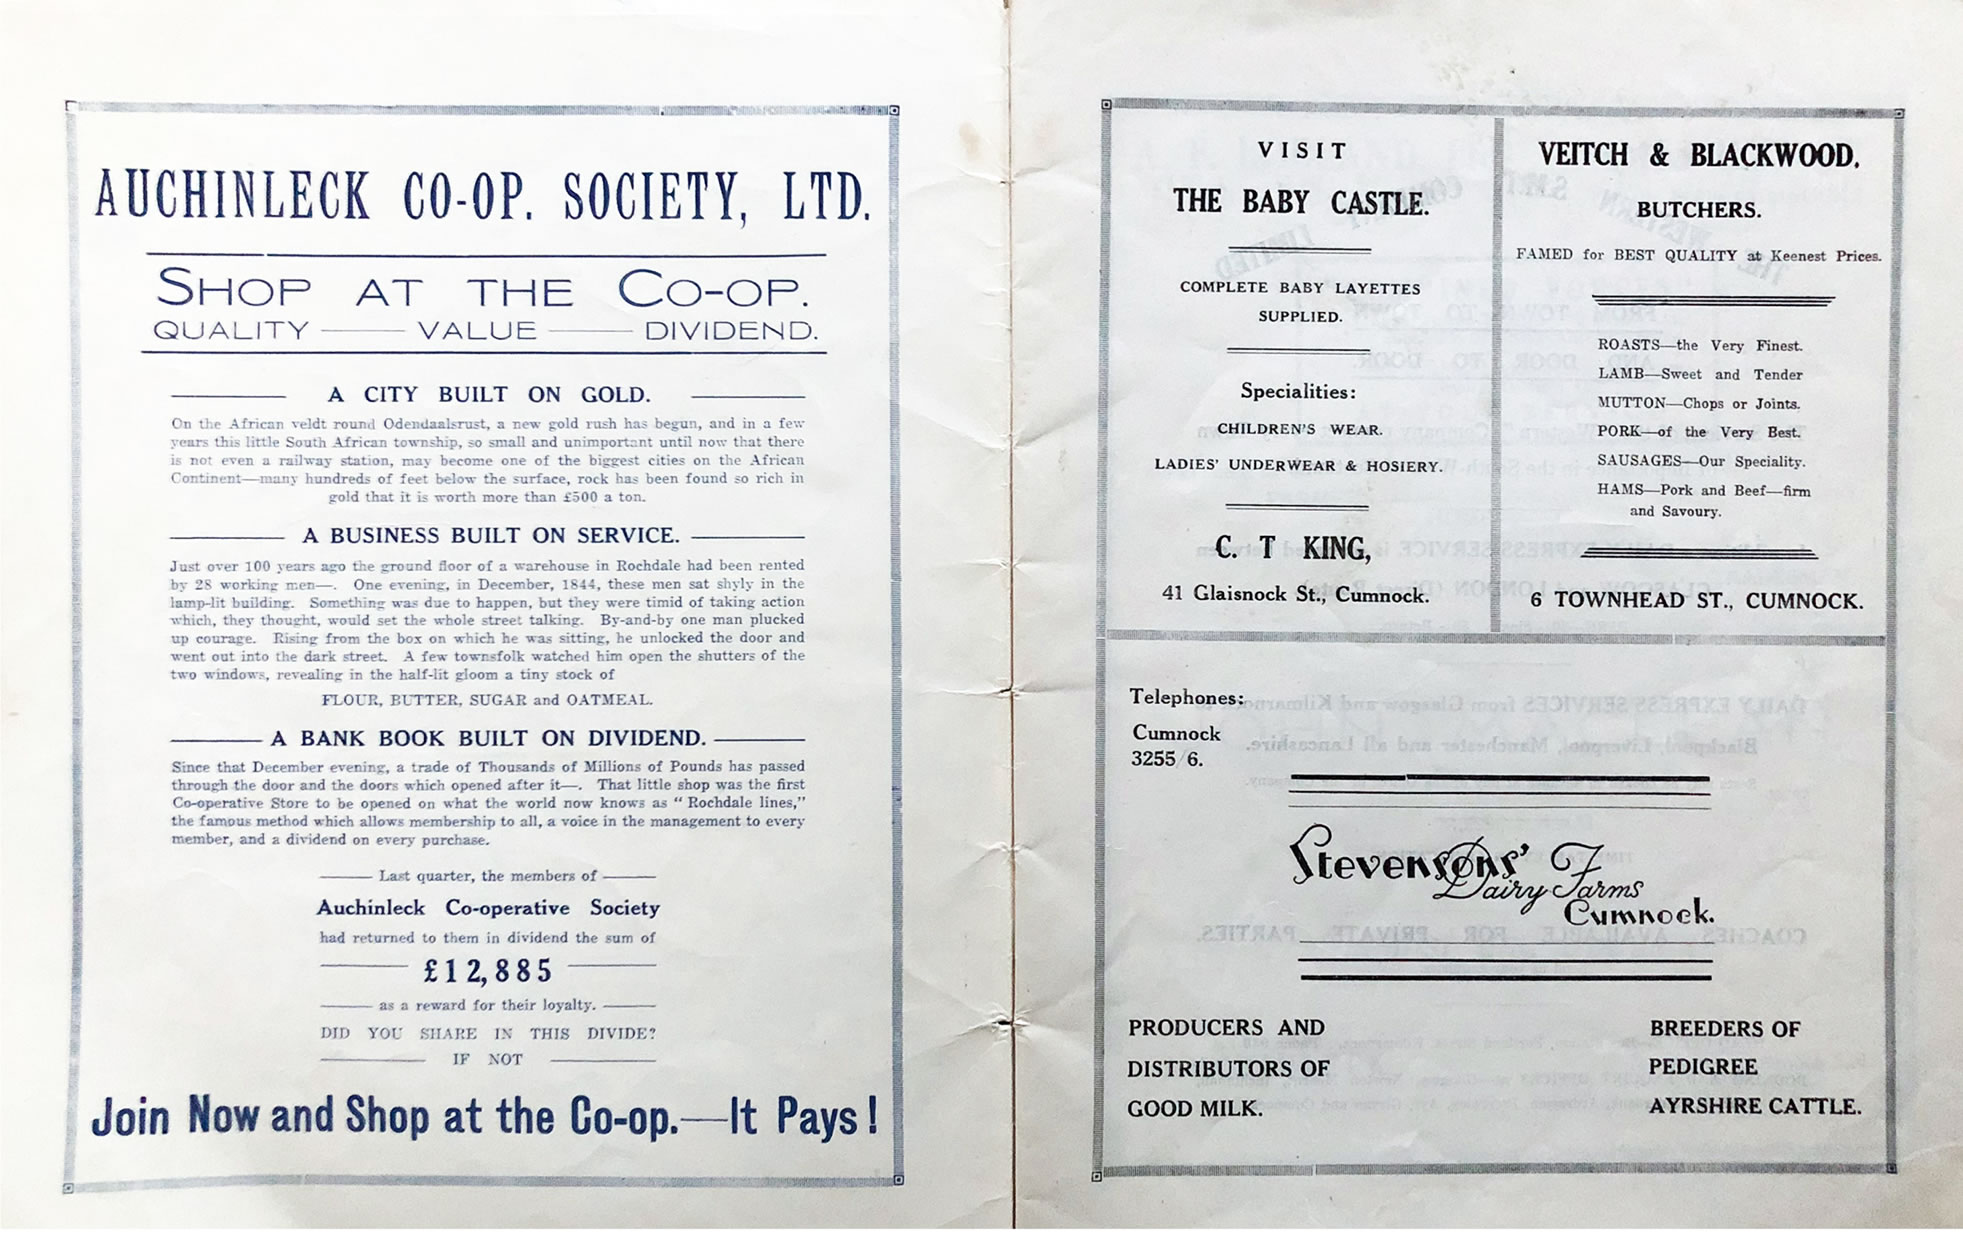 AUCHINLECK CO-OP. SOCIETY, LTD.
SHOP AT THE CO-OP.
QUALITY — VALUE — DIVIDEND.
A CITY BUILT ON GOLD.
On the African veldt round Odendaalsrust, a new gold rush has begun, and in a few
years this little South African township, so small and unimportant until now that there
is not even a railway station, may become one of the biggest cities on the African
Continent—many hundreds of feet below the surface, rock has been found so rich in
gold that it is worth more than £500 a ton.
A BUSINESS BUILT ON SERVICE.
Just over 100 years ago the ground floor of a warehouse in Rochdale had been rented
by 28 working men—. One evening, in December, 1844, these men sat shyly in the
lamp-lit building. Something was due to happen, but they were timid of taking action
which, they thought, would set the whole street talking. By-and-by one man plucked
up courage. Rising from the box on which he was sitting, he unlocked the door and
went out into the dark street. A few townsfolk watched him open the shutters of the
two windows, revealing in the half-lit gloom a tiny stock of
FLOUR, BUTTER, SUGAR and OATMEAL.
A BANK BOOK BUILT ON DIVIDEND.
Since that December evening, a trade of Thousands of Millions of Pounds has passed
through the door and the doors which opened after it—. That little shop was the first
Co-operative Store to be opened on what the world now knows as “ Rochdale lines,”
the famous method which allows membership to all, a voice in the management to every
member, and a dividend on every purchase.
Last quarter, the members of
Auchinleck Co-operative Society
had returned to them in dividend the sum of
£12,885
as a reward for their loyalty.
DID YOU SHARE IN THIS DIVIDE?
IF NOT
Join Now and Shop at the Co-op.—It Pays!
VISIT
THE BABY CASTLE.
COMPLETE BABY LAYETTES
SUPPLIED.
Specialities:
CHILDREN'S WEAR.
LADIES' UNDERWEAR & HOSIERY.
C. T KING,
41 Glaisnock St., Cumnock.
VEITCH & BLACKWOOD,
BUTCHERS.
FAMED for BEST QUALITY at Keenest Prices.
ROASTS—the Very Finest.
LAMB—Sweet and Tender
MUTTON—Chops or Joints.
PORK—of the Very Best.
SAUSAGES—Our Speciality.
HAMS—Pork and Beef—firm
and Savoury.
6 TOWNHEAD ST., CUMNOCK.
Telephones:
Cumnock
3255/6.
Stevensons'
Dairy Farms
Cumnock.
PRODUCERS AND
DISTRIBUTORS OF
GOOD MILK.
BREEDERS OF
PEDIGREE
AYRSHIRE CATTLE.